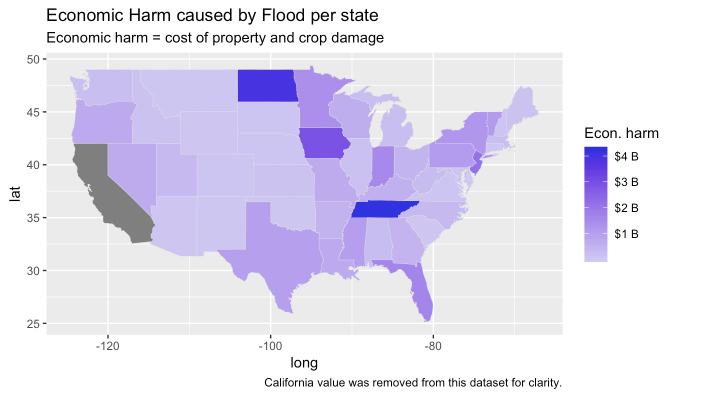 Economic Harm caused by Flood per state
Economic harm = cost of property and crop damage
50
45
40
35
30
25
lat
-120
-100
-80
long
Econ. harm
$4 B
$3 B
$2 B
$1 B
California value was removed from this dataset for clarity.